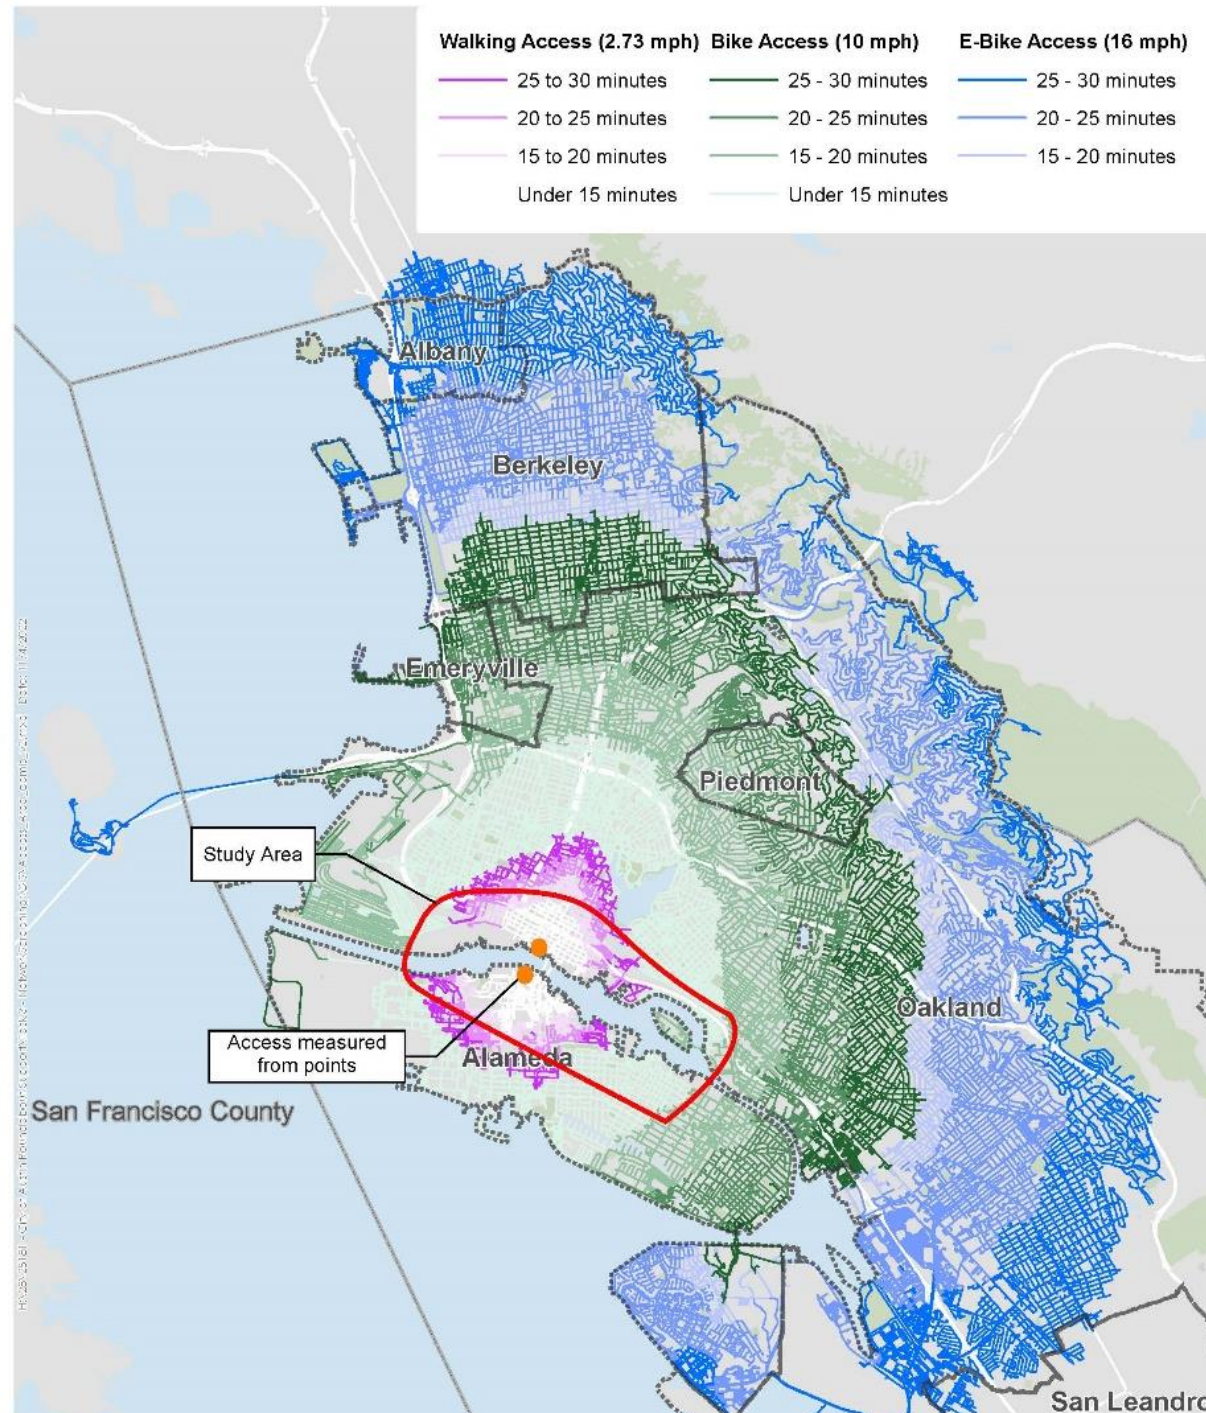 Walking Access (2.73 mph) Bike Access (10 mph) E-Bike Access (16 mph)
25 to 30 minutes 25 - 30 minutes 25 - 30 minutes
20 to 25 minutes 20 - 25 minutes 20 - 25 minutes
15 to 20 minutes 15 - 20 minutes 15 - 20 minutes
Under 15 minutes Under 15 minutes
Albany
Berkeley
Emeryville
Piedmont
Study Area
Oakland
Access measured
from points
Alameda
San Francisco County
San Leandro